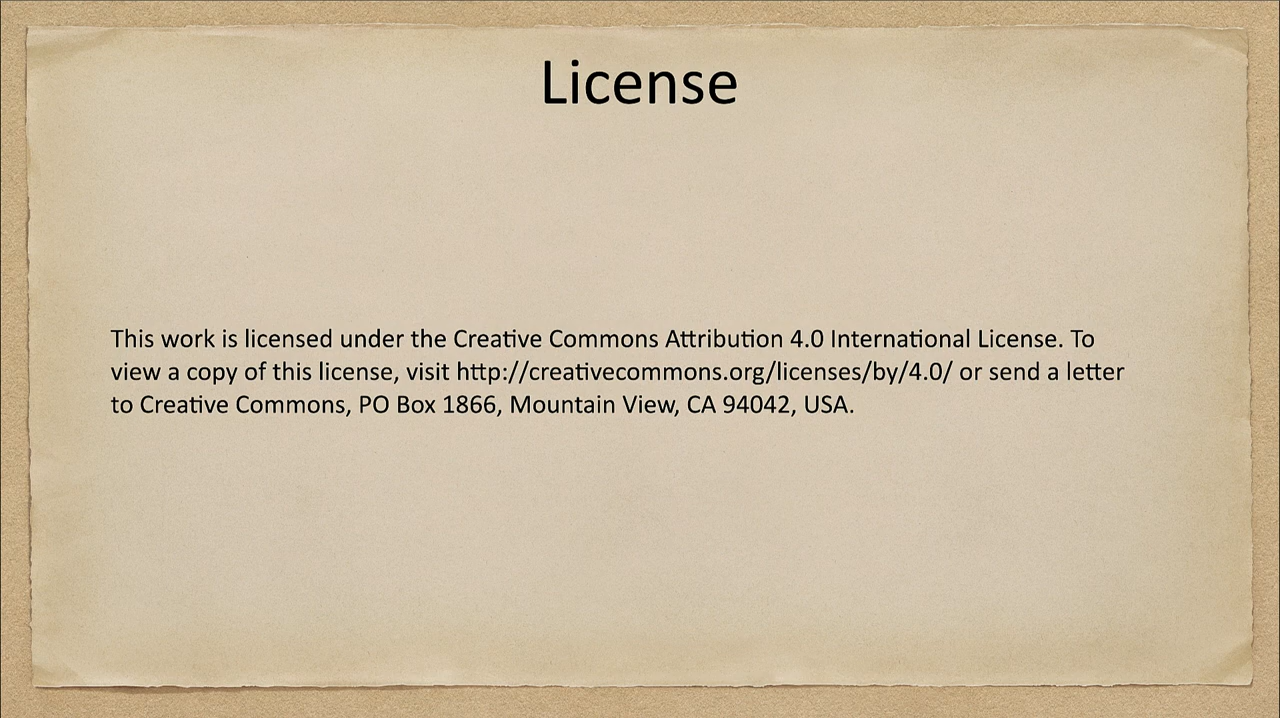 License
This work is licensed under the Creative Commons Attribution 4.0 International License. To
view a copy of this license, visit http://creativecommons.org/licenses/by/4.0/ or send a letter
to Creative Commons, PO Box 1866, Mountain View, CA 94042, USA.